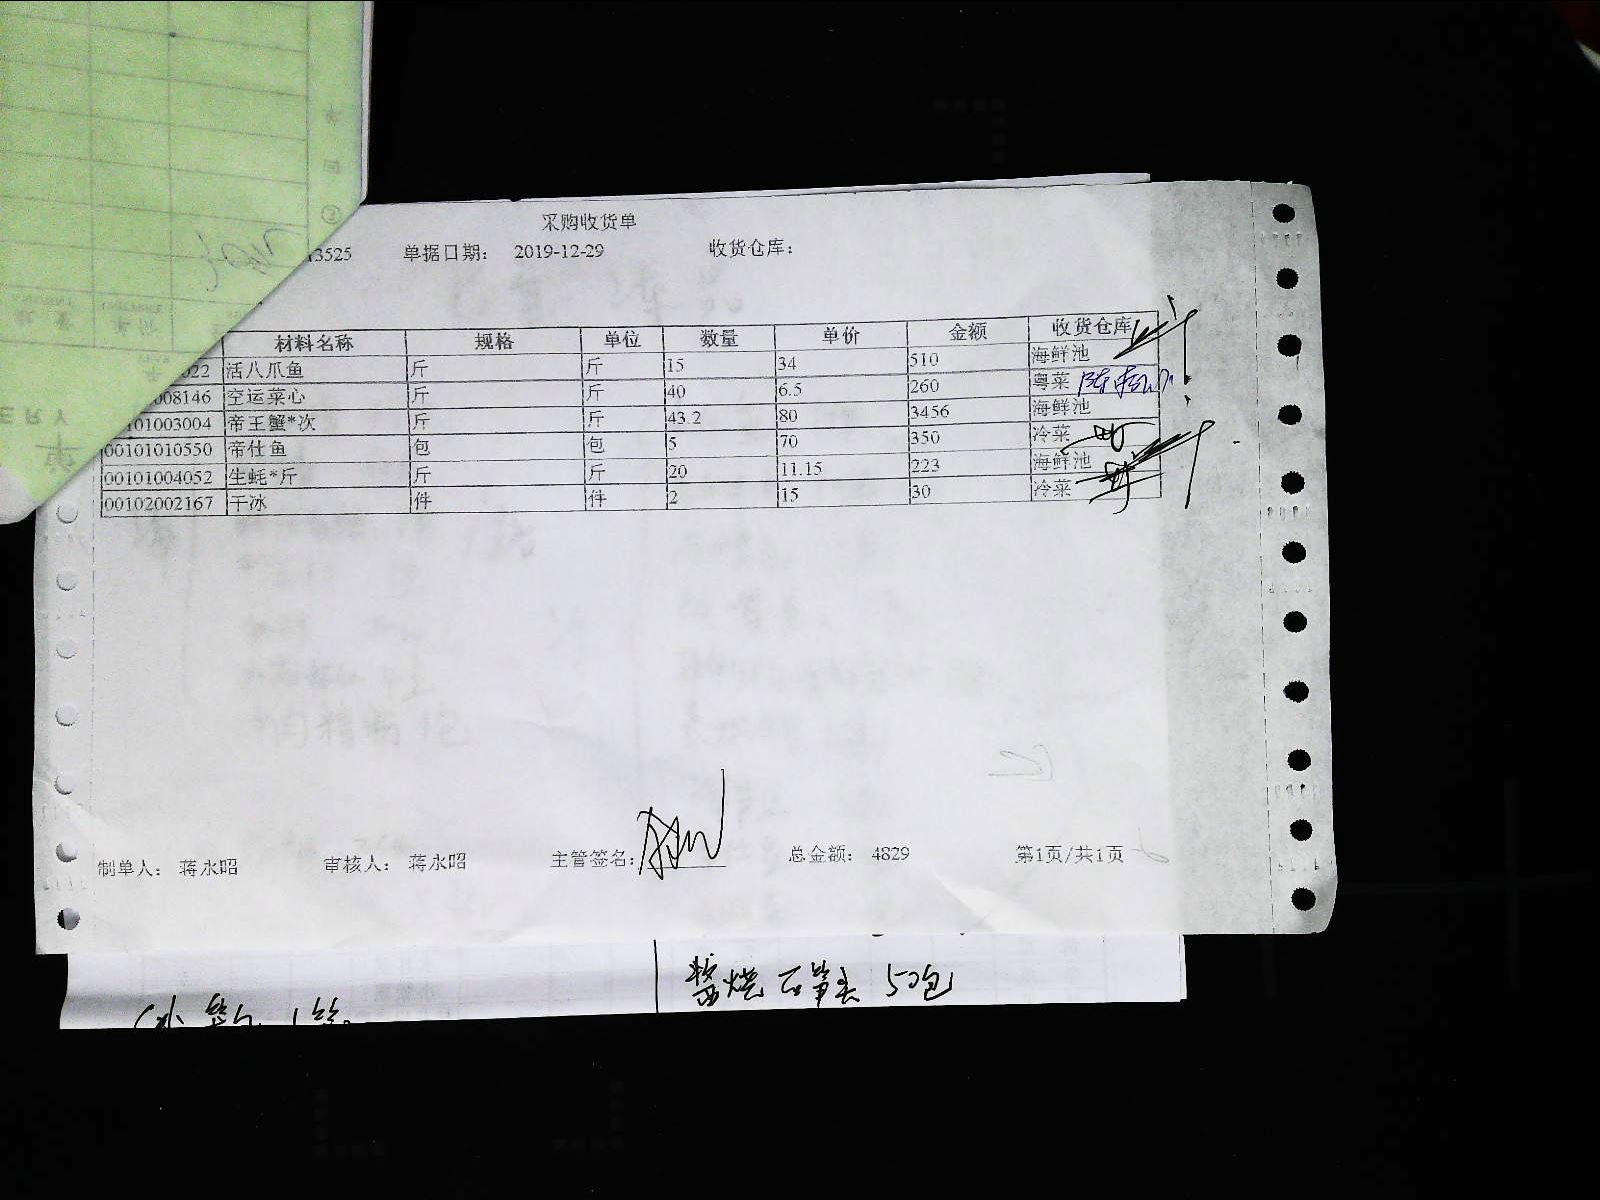 采购收货单
13525 单据日期: 2019-12-29 收货仓库:
材料名称 规格 单位 数量 单价 金额 收货仓库
022 活八爪鱼 斤 斤 15 34 510 海鲜池
008146 空运菜心 斤 斤 40 6.5 260 粤菜
101003004 帝王蟹*次 斤 斤 43.2 80 3456 海鲜池
00101010550 帝仕鱼 包 包 5 70 350 冷菜
00101004052 生蚝*斤 斤 斤 20 11.15 223 海鲜池
00102002167 干冰 件 件 2 15 30 冷菜
制单人: 蒋永昭 审核人: 蒋永昭 主管签名: 总金额: 4829 第1页/共1页
50包